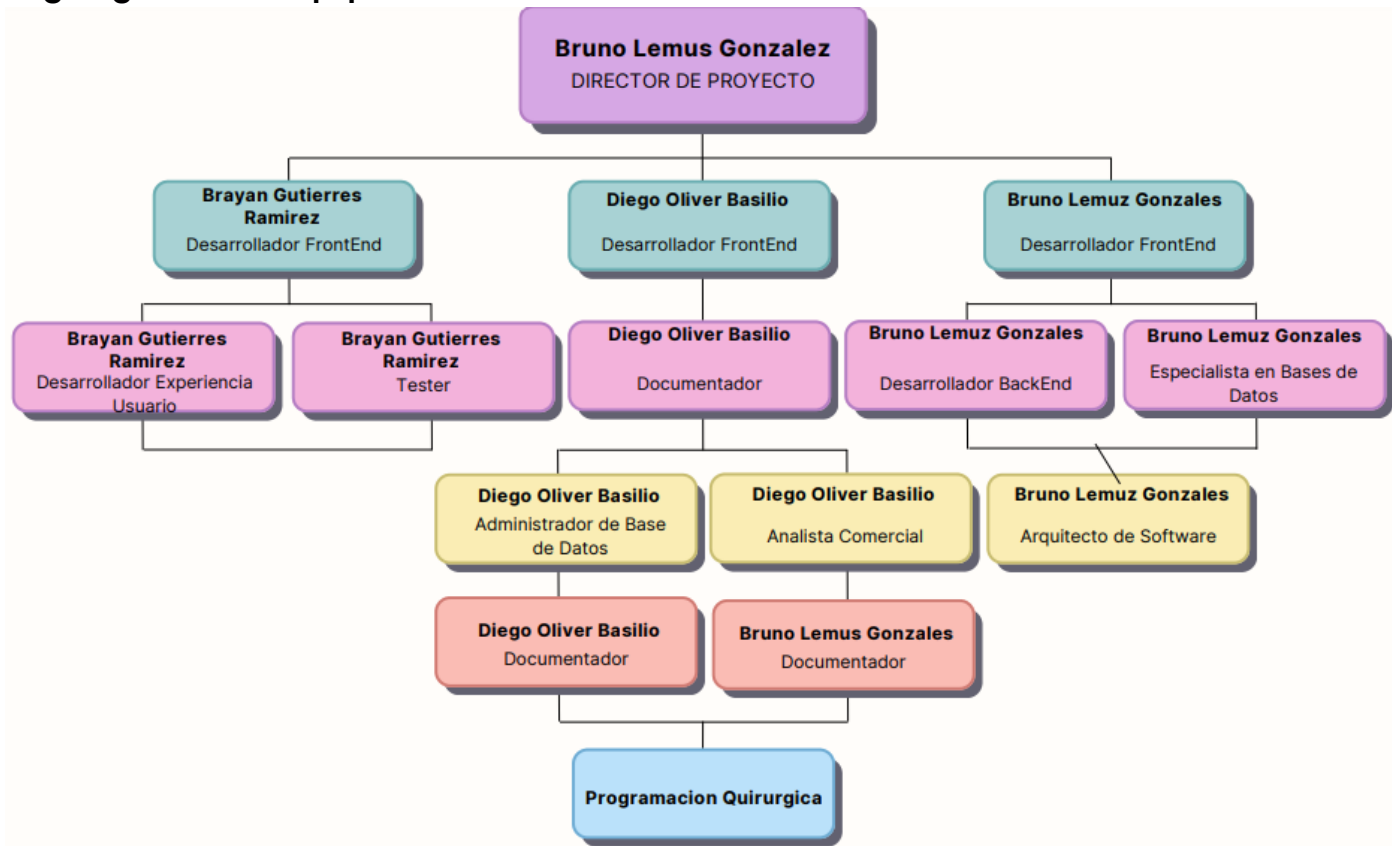 Bruno Lemus Gonzalez
DIRECTOR DE PROYECTO
Brayan Gutierres
Ramirez
Desarrollador FrontEnd
Diego Oliver Basilio
Desarrollador FrontEnd
Bruno Lemuz Gonzales
Desarrollador FrontEnd
Brayan Gutierres
Ramirez
Desarrollador Experiencia
Usuario
Brayan Gutierres
Ramirez
Tester
Diego Oliver Basilio
Documentador
Bruno Lemuz Gonzales
Desarrollador BackEnd
Bruno Lemuz Gonzales
Especialista en Bases de
Datos
Diego Oliver Basilio
Administrador de Base
de Datos
Diego Oliver Basilio
Analista Comercial
Bruno Lemuz Gonzales
Arquitecto de Software
Diego Oliver Basilio
Documentador
Bruno Lemus Gonzales
Documentador
Programacion Quirurgica